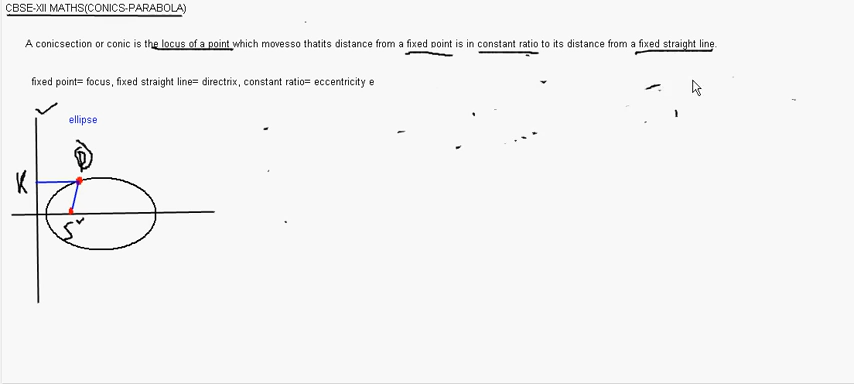 CBSE-XII MATHS(CONICS-PARABOLA)
A conicsection or conic is the locus of a point which movesso thatits distance from a fixed point is in constant ratio to its distance from a fixed straight line.
fixed point= focus, fixed straight line= directrix, constant ratio= eccentricity e
ellipse
P
K
S